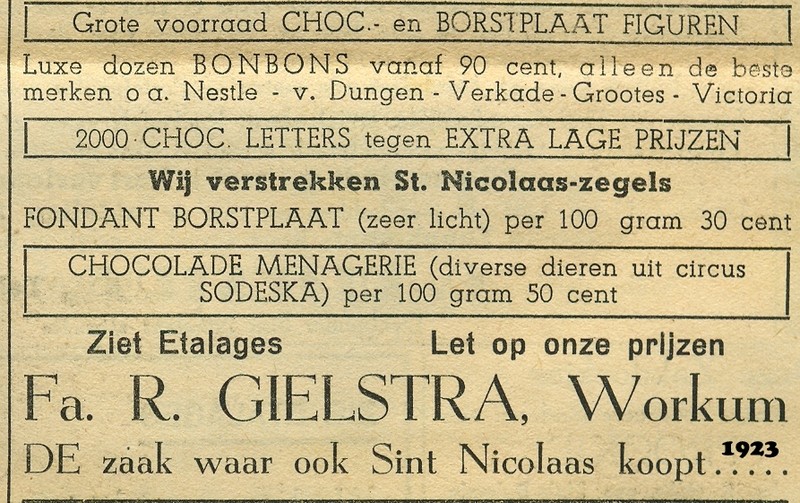 Grote voorraad CHOC.- en BORSTPLAAT FIGUREN
Luxe dozen BONBONS vanaf 90 cent, alleen de beste
merken o a. Nestle - v. Dungen - Verkade - Grootes - Victoria
2000 CHOC. LETTERS tegen EXTRA LAGE PRIJZEN
Wij verstrekken St. Nicolaas-zegels
FONDANT BORSTPLAAT (zeer licht) per 100 gram 30 cent
CHOCOLADE MENAGERIE (diverse dieren uit circus
SODESKA) per 100 gram 50 cent
Ziet Etalages Let op onze prijzen
Fa. R. GIELSTRA, Workum
DE zaak waar ook Sint Nicolaas koopt.....
1923